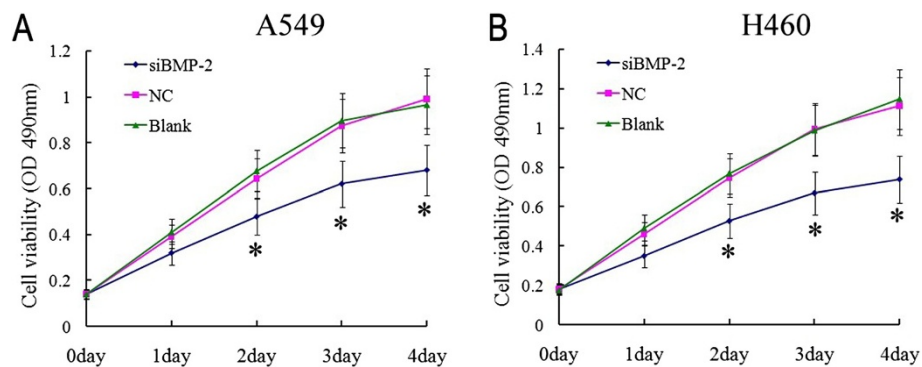 A
A549
Cell viability (OD 490nm)
1.2
1
0.8
0.6
0.4
0.2
0
siBMP-2
NC
Blank
*
*
*
0day
1day
2day
3day
4day
B
H460
Cell viability (OD 490nm)
1.4
1.2
1
0.8
0.6
0.4
0.2
0
siBMP-2
NC
Blank
*
*
*
0day
1day
2day
3day
4day